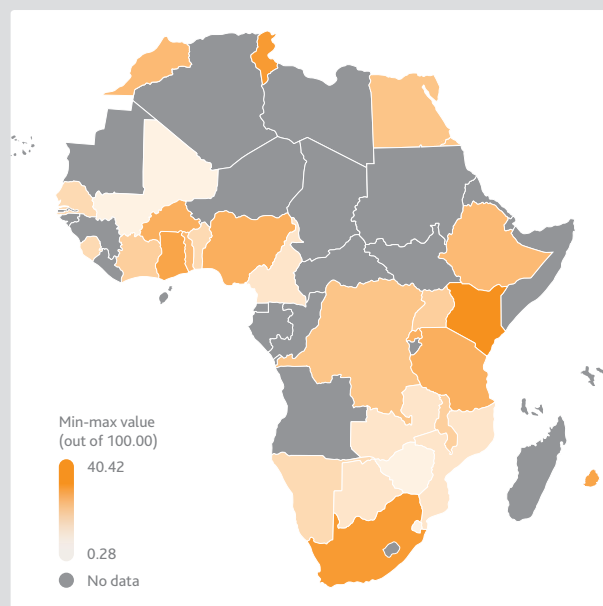 Min-max value
(out of 100.00)
40.42
0.28
No data